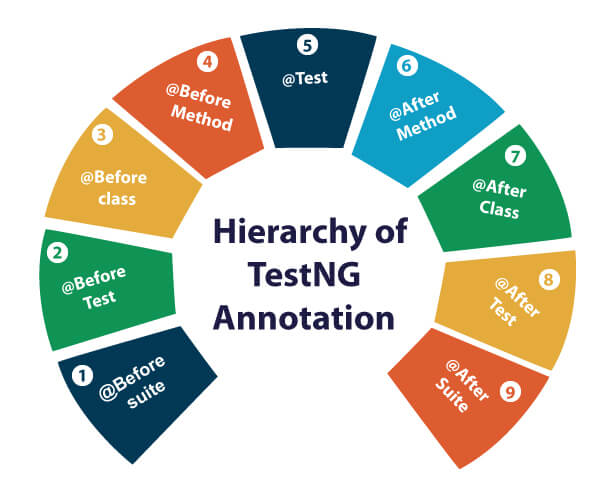 1
@Before
suite
2
@Before
Test
3
@Before
class
4
@Before
Method
5
@Test
6
@After
Method
7
@After
Class
8
@After
Test
9
@After
Suite
Hierarchy of
TestNG
Annotation